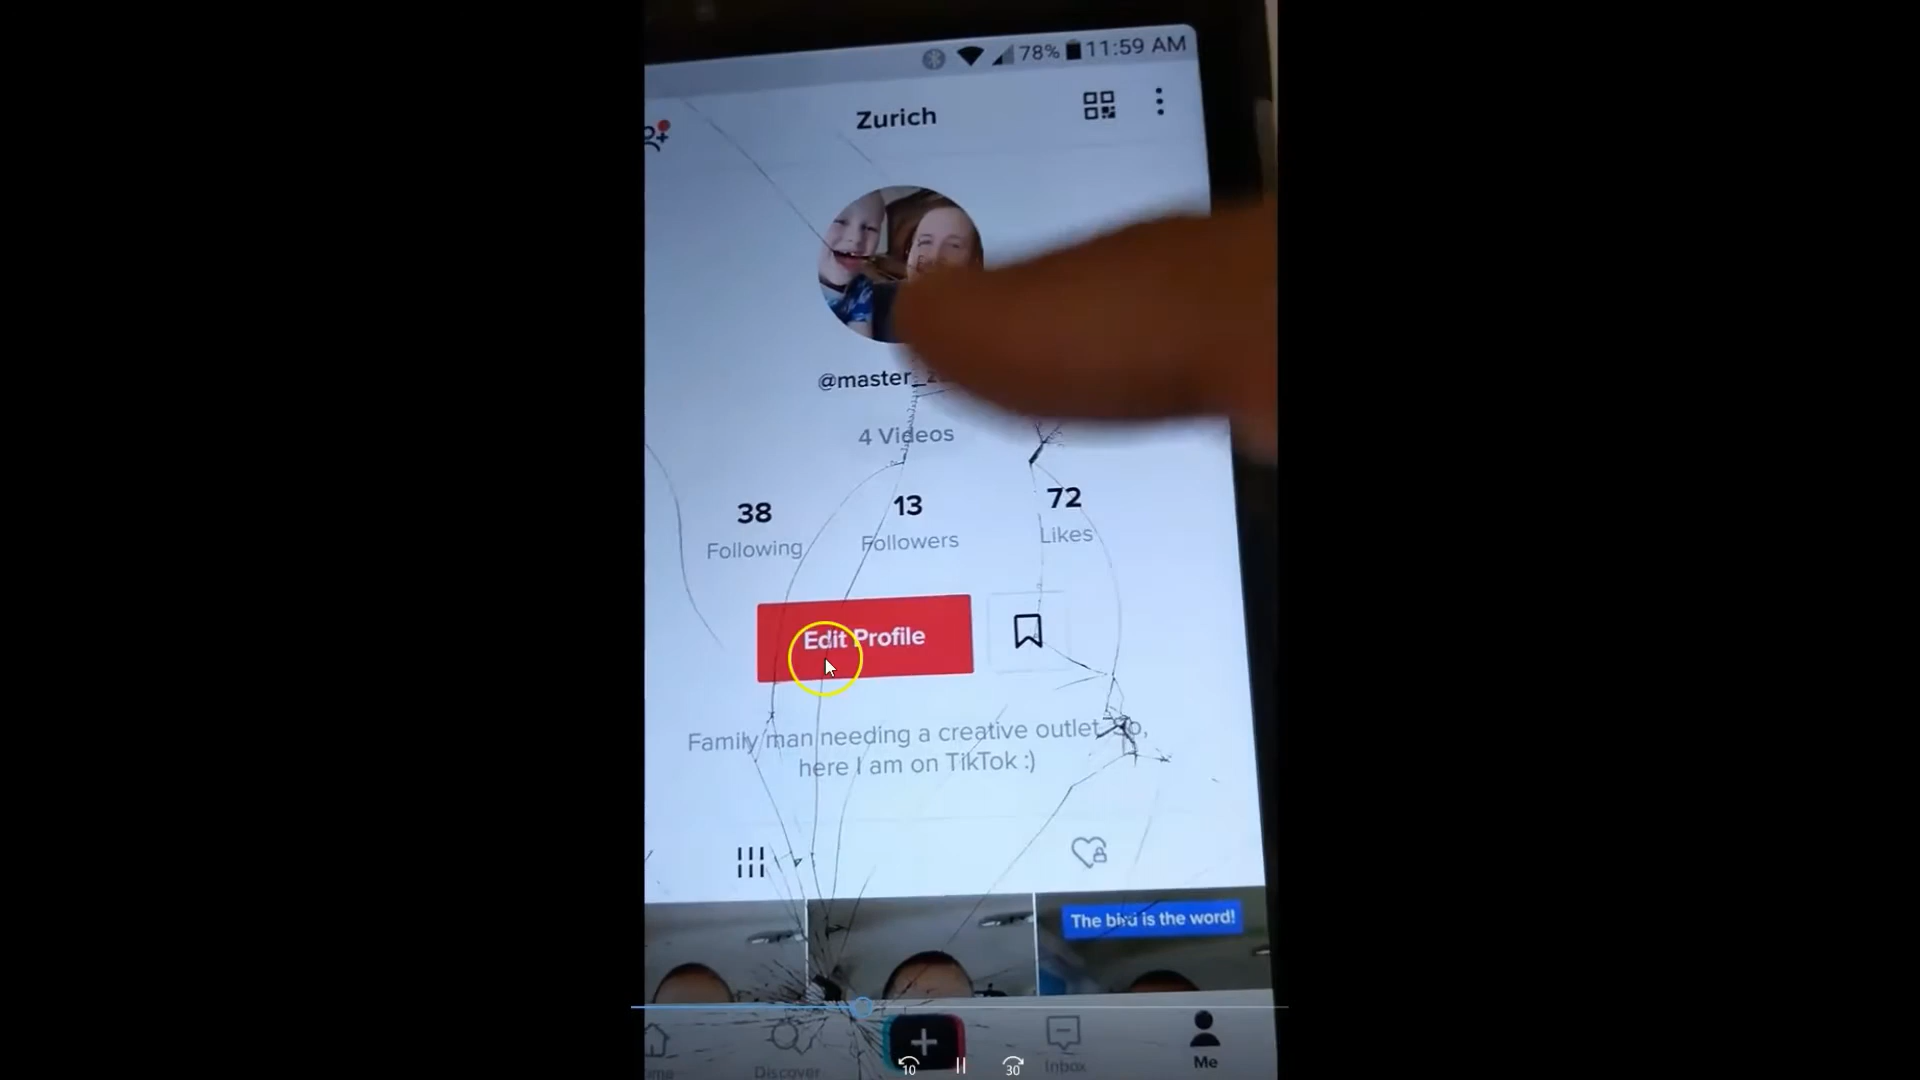 78% 11:59 AM
Zurich
@master_
4 Videos
38
13
72
Following
Followers
Likes
Edit Profile
Family man needing a creative outlet. So,
here I am on TikTok :)
The bird is the word!
Discover
Inbox
Me
10
30